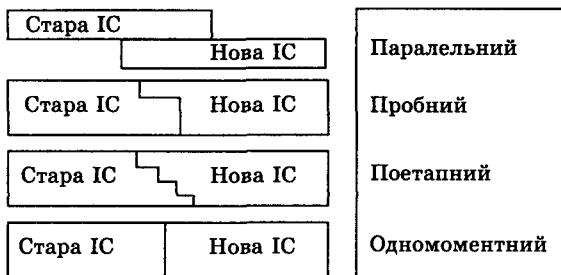 Стара ІС
Нова ІС
Паралельний
Стара ІС Нова ІС
Пробний
Стара ІС Нова ІС
Поетапний
Стара ІС Нова ІС
Одномоментний